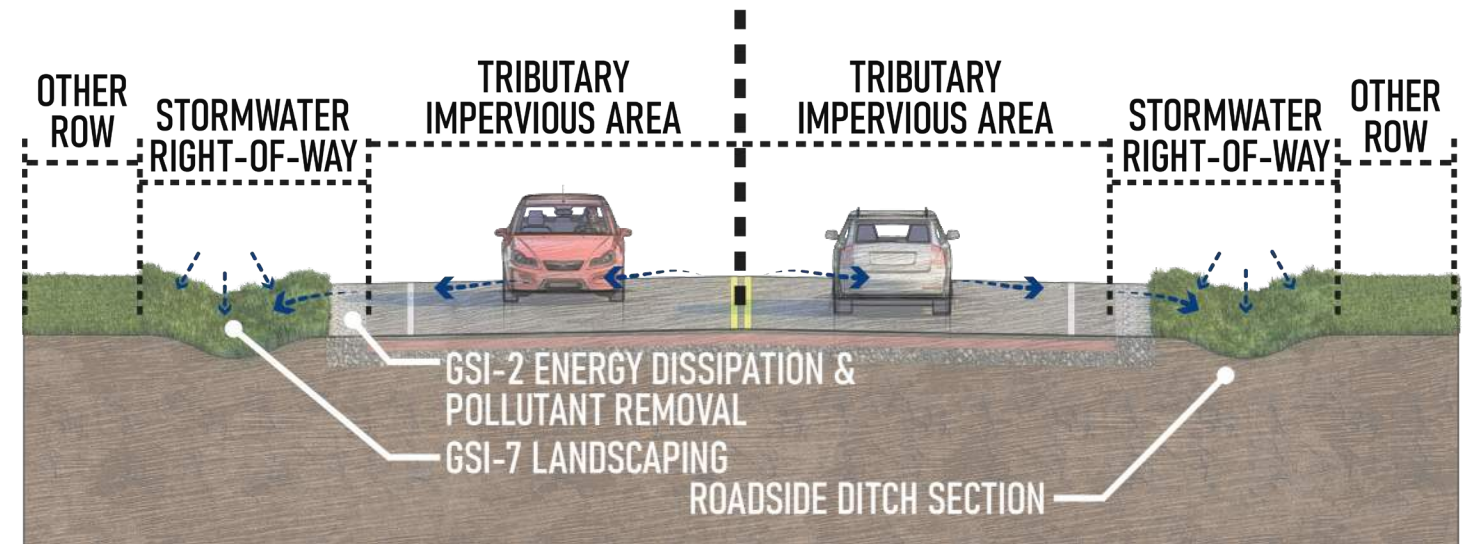 OTHER
ROW
STORMWATER
RIGHT-OF-WAY
TRIBUTARY
IMPERVIOUS AREA
TRIBUTARY
IMPERVIOUS AREA
STORMWATER
RIGHT-OF-WAY
OTHER
ROW
GSI-2 ENERGY DISSIPATION &
POLLUTANT REMOVAL
GSI-7 LANDSCAPING
ROADSIDE DITCH SECTION